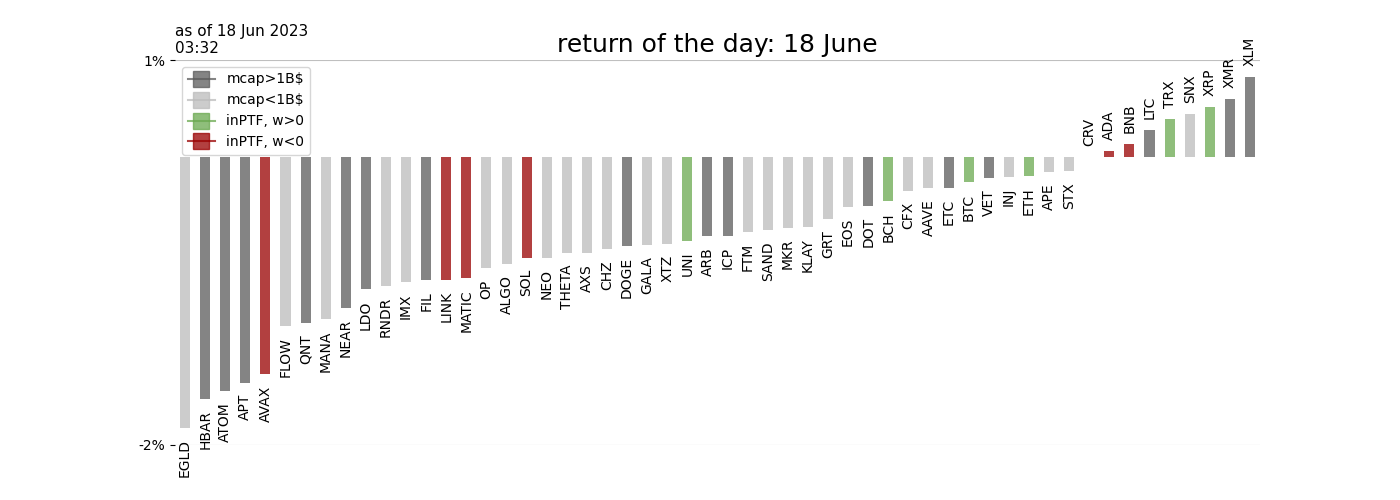 as of 18 Jun 2023
03:32
return of the day: 18 June
1%
mcap>1B$
mcap<1B$
inPTF, w>0
inPTF, w<0
-2%
EGLD
HBAR
ATOM
APT
AVAX
FLOW
QNT
MANA
NEAR
LDO
RNDR
IMX
FIL
LINK
MATIC
OP
ALGO
SOL
NEO
THETA
AXS
CHZ
DOGE
GALA
XTZ
UNI
ARB
ICP
FTM
SAND
MKR
KLAY
GRT
EOS
DOT
BCH
CFX
AAVE
ETC
BTC
VET
INJ
ETH
APE
STX
CRV
ADA
BNB
LTC
TRX
SNX
XRP
XMR
XLM